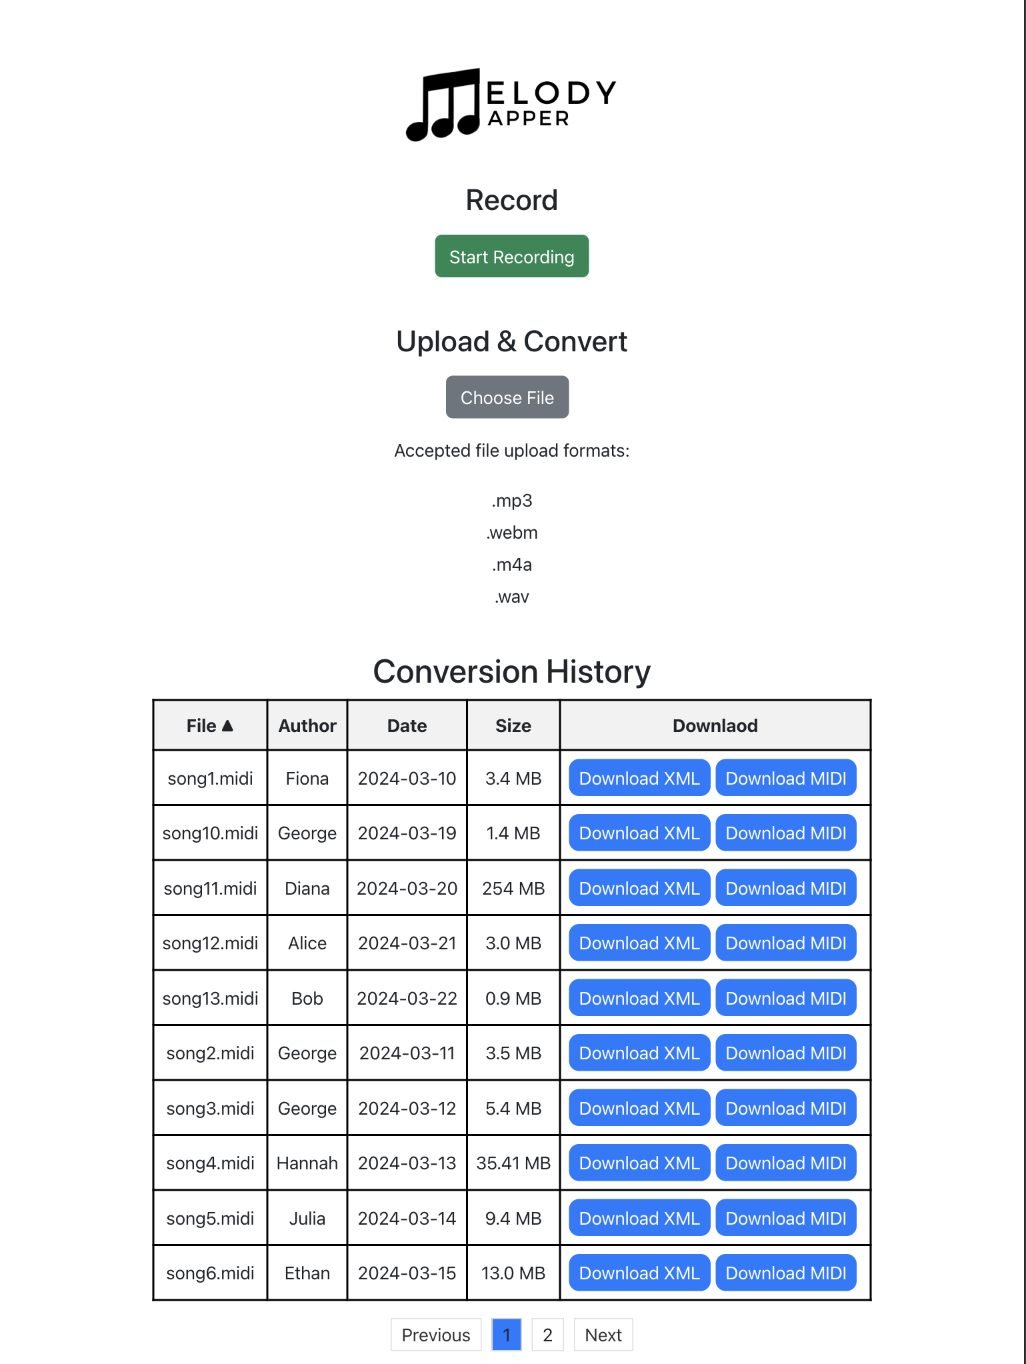 ELODY
APPER
Record
Start Recording
Upload & Convert
Choose File
Accepted file upload formats:
.mp3
.webm
.m4a
.wav
Conversion History
File ▲ Author Date Size Downlaod
song1.midi Fiona 2024-03-10 3.4 MB Download XML Download MIDI
song10.midi George 2024-03-19 1.4 MB Download XML Download MIDI
song11.midi Diana 2024-03-20 254 MB Download XML Download MIDI
song12.midi Alice 2024-03-21 3.0 MB Download XML Download MIDI
song13.midi Bob 2024-03-22 0.9 MB Download XML Download MIDI
song2.midi George 2024-03-11 3.5 MB Download XML Download MIDI
song3.midi George 2024-03-12 5.4 MB Download XML Download MIDI
song4.midi Hannah 2024-03-13 35.41 MB Download XML Download MIDI
song5.midi Julia 2024-03-14 9.4 MB Download XML Download MIDI
song6.midi Ethan 2024-03-15 13.0 MB Download XML Download MIDI
Previous 1 2 Next